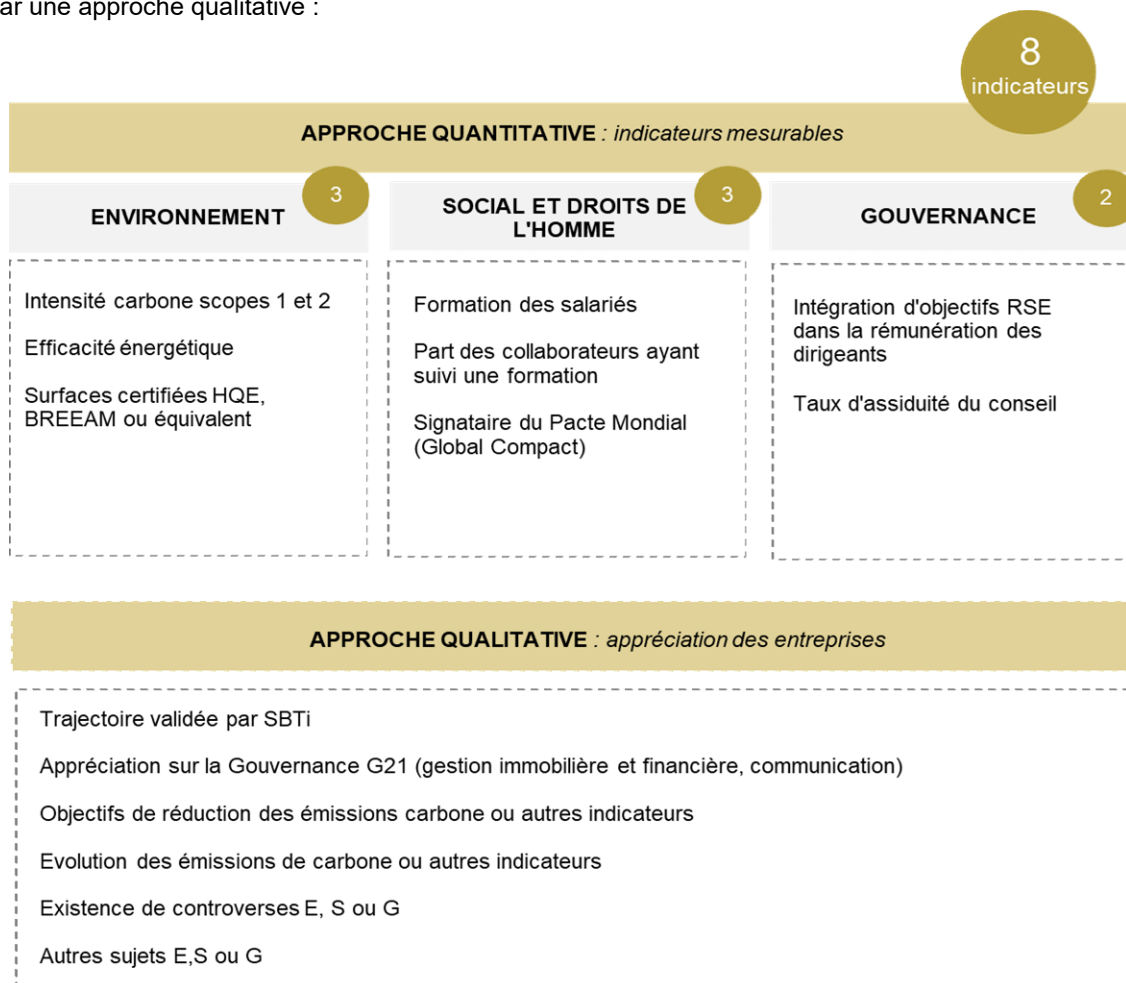 par une approche qualitative :
8
indicateurs
APPROCHE QUANTITATIVE : indicateurs mesurables
3
ENVIRONNEMENT
3
SOCIAL ET DROITS DE
L'HOMME
2
GOUVERNANCE
Intensité carbone scopes 1 et 2
Efficacité énergétique
Surfaces certifiées HQE,
BREEAM ou équivalent
Formation des salariés
Part des collaborateurs ayant
suivi une formation
Signataire du Pacte Mondial
(Global Compact)
Intégration d'objectifs RSE
dans la rémunération des
dirigeants
Taux d'assiduité du conseil
APPROCHE QUALITATIVE : appréciation des entreprises
Trajectoire validée par SBTi
Appréciation sur la Gouvernance G21 (gestion immobilière et financière, communication)
Objectifs de réduction des émissions carbone ou autres indicateurs
Evolution des émissions de carbone ou autres indicateurs
Existence de controverses E, S ou G
Autres sujets E,S ou G